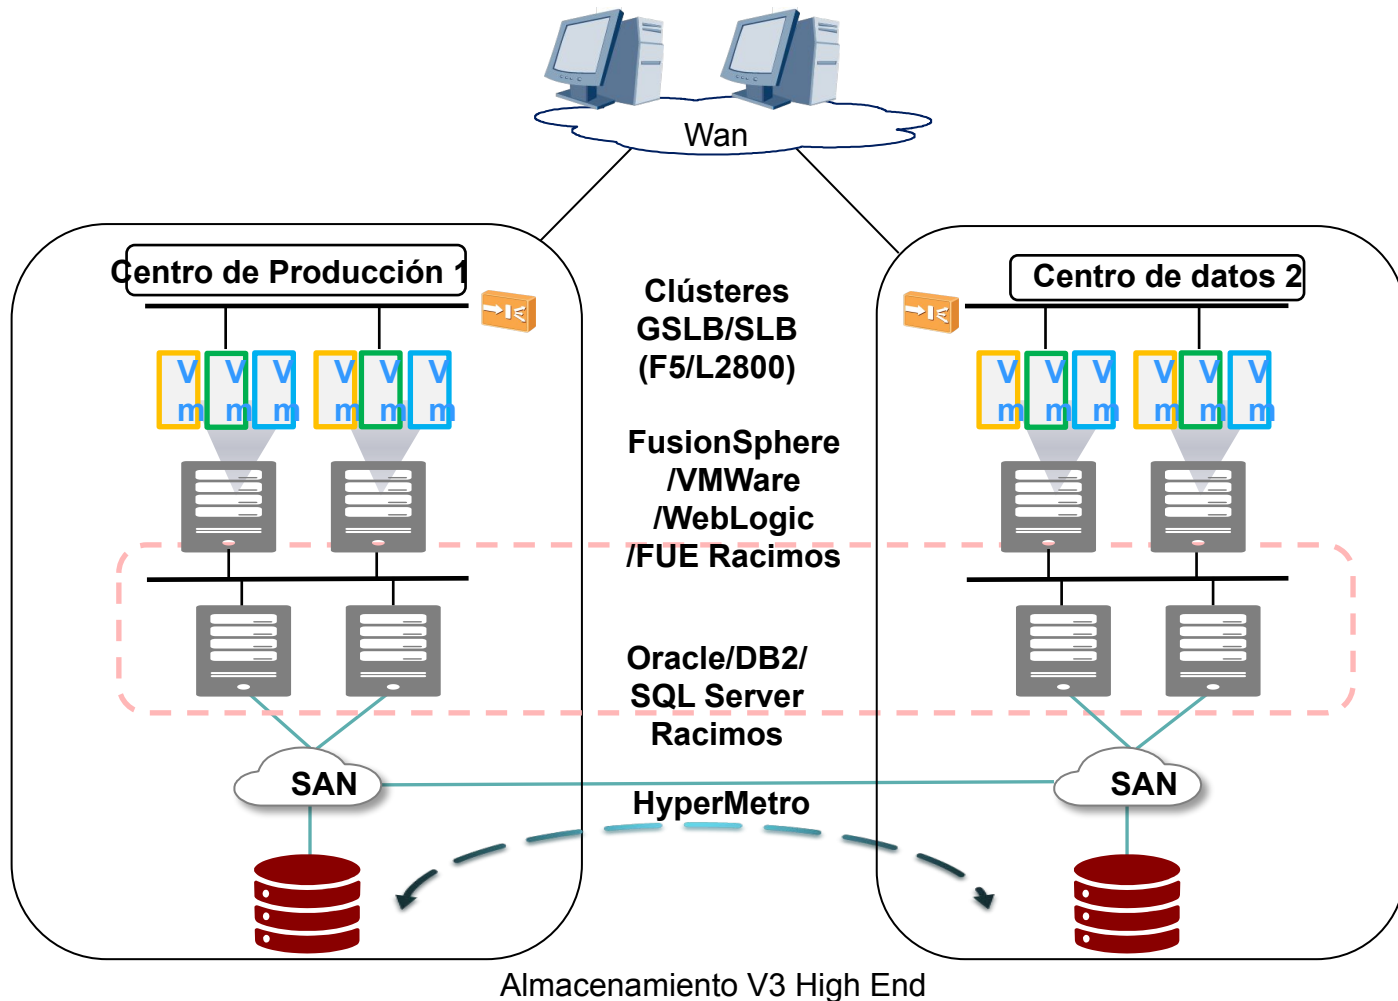 Wan
Centro de Producción 1
Centro de datos 2
Clústeres
GSLB/SLB
(F5/L2800)
V
m
V
m
V
m
V
m
V
m
V
m
V
m
V
m
V
m
V
m
V
m
V
m
FusionSphere
/VMWare
/WebLogic
/FUE Racimos
Oracle/DB2/
SQL Server
Racimos
SAN
SAN
HyperMetro
Almacenamiento V3 High End